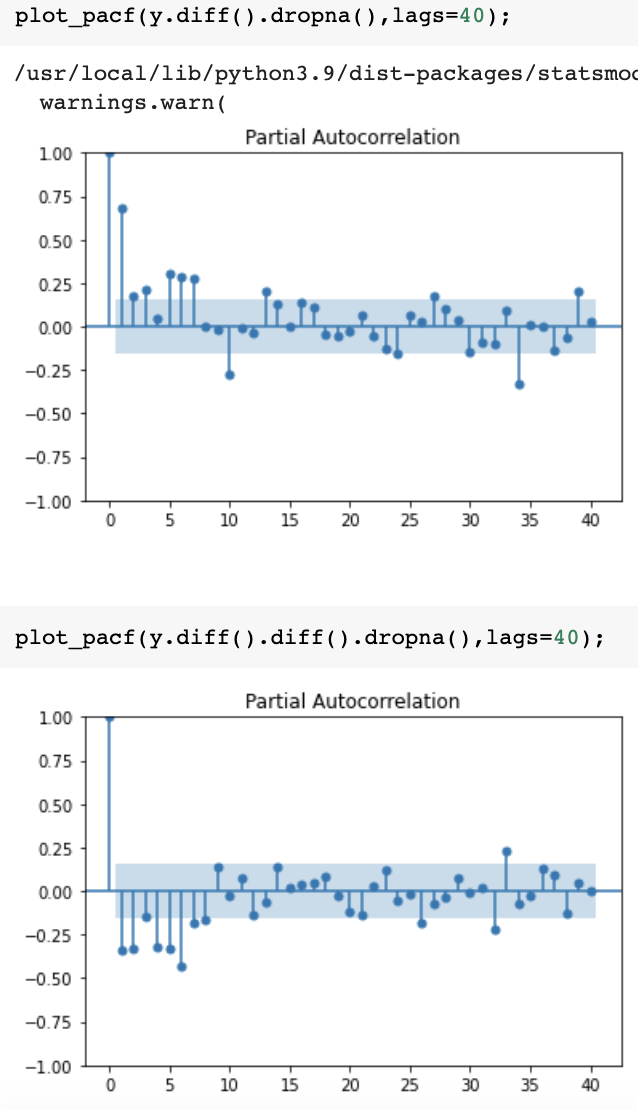 plot_pacf(y.diff().dropna(),lags=40);
/usr/local/lib/python3.9/dist-packages/statsmod
warnings.warn(
Partial Autocorrelation
1.00
0.75
0.50
0.25
0.00
−0.25
−0.50
−0.75
−1.00
0 5 10 15 20 25 30 35 40
plot_pacf(y.diff().diff().dropna(),lags=40);
Partial Autocorrelation
1.00
0.75
0.50
0.25
0.00
−0.25
−0.50
−0.75
−1.00
0 5 10 15 20 25 30 35 40